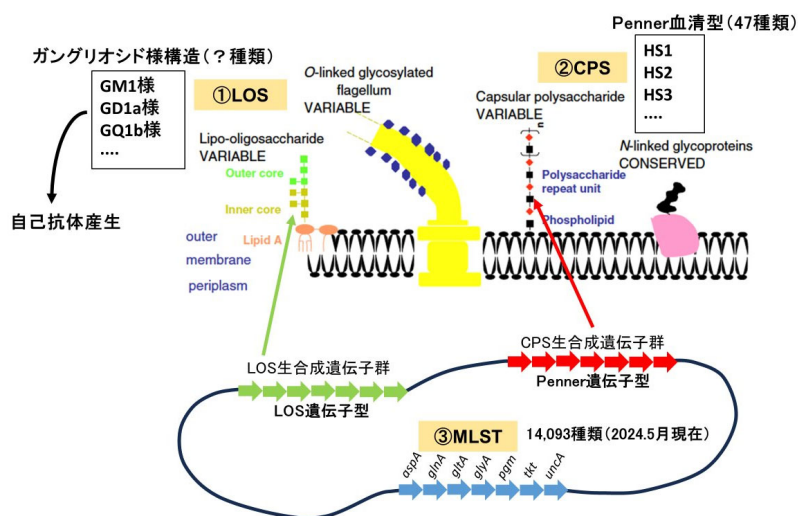 Penner血清型(47種類)
HS1
HS2
HS3
....
ガングリオシド様構造(?種類)
GM1様
GD1a様
GQ1b様
....
自己抗体産生
①LOS
Lipo-oligosaccharide
VARIABLE
Outer core
Inner core
Lipid A
outer
membrane
periplasm
O-linked glycosylated
flagellum
VARIABLE
②CPS
Capsular polysaccharide
VARIABLE
n
Polysaccharide
repeat unit
Phospholipid
N-linked glycoproteins
CONSERVED
LOS生合成遺伝子群
LOS遺伝子型
CPS生合成遺伝子群
Penner遺伝子型
③MLST
14,093種類(2024.5月現在)
aspA
glnA
gltA
glyA
pgm
tkt
uncA